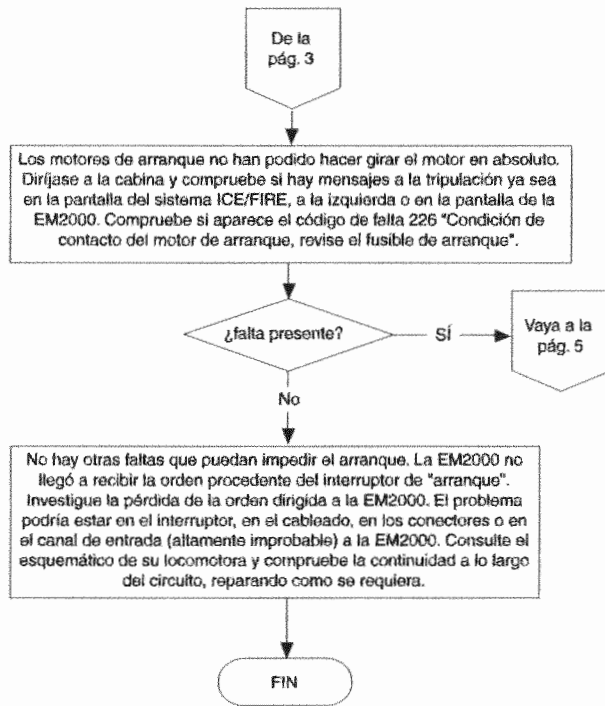 De la
pág. 3
Los motores de arranque no han podido hacer girar el motor en absoluto.
Diríjase a la cabina y compruebe si hay mensajes a la tripulación ya sea
en la pantalla del sistema ICE/FIRE, a la izquierda o en la pantalla de la
EM2000. Compruebe si aparece el código de falta 226 "Condición de
contacto del motor de arranque, revise el fusible de arranque".
¿falta presente?
SÍ
Vaya a la
pág. 5
No
No hay otras faltas que puedan impedir el arranque. La EM2000 no
llegó a recibir la orden procedente del interruptor de "arranque".
Investigue la pérdida de la orden dirigida a la EM2000. El problema
podría estar en el interruptor, en el cableado, en los conectores o en
el canal de entrada (altamente improbable) a la EM2000. Consulte el
esquemático de su locomotora y compruebe la continuidad a lo largo
del circuito, reparando como se requiera.
FIN